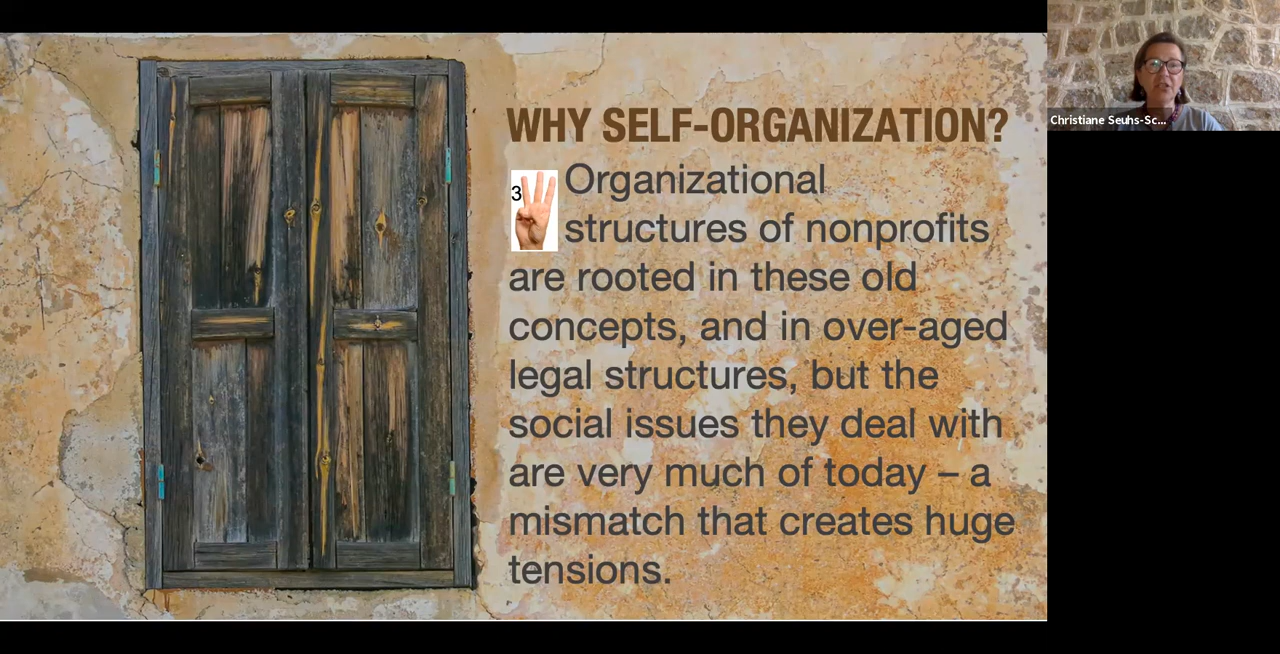 WHY SELF-ORGANIZATION?
3
Organizational
structures of nonprofits
are rooted in these old
concepts, and in over-aged
legal structures, but the
social issues they deal with
are very much of today – a
mismatch that creates huge
tensions.
Christiane Seuhs-Sc...